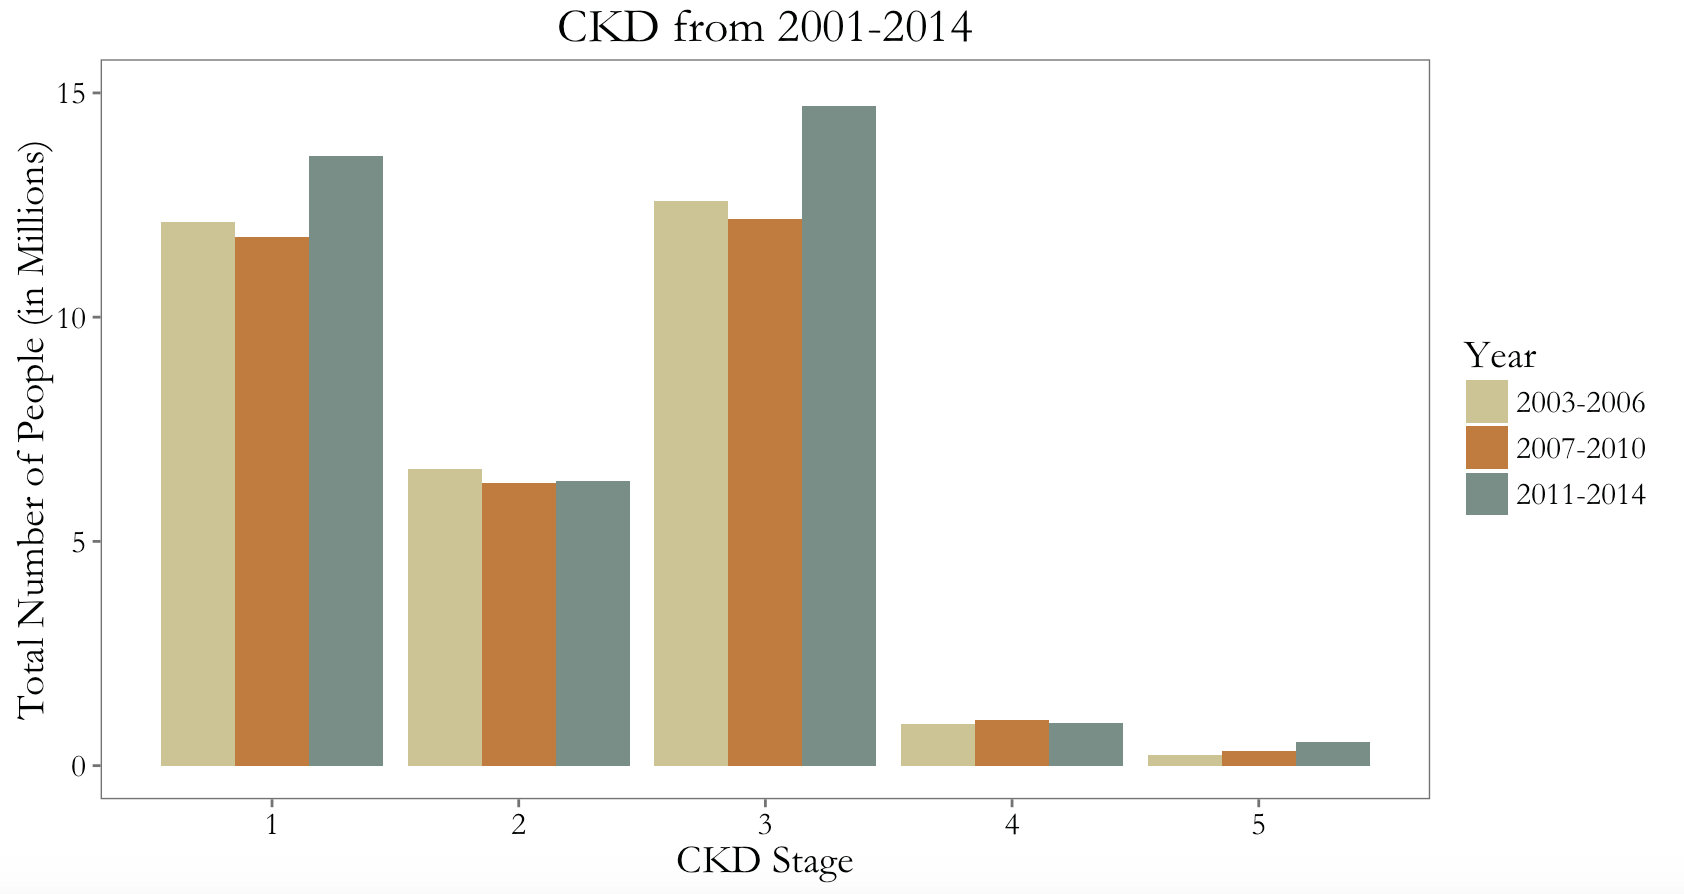 CKD from 2001-2014
Total Number of People (in Millions)
15
10
5
0
1 2 3 4 5
CKD Stage
Year
2003-2006
2007-2010
2011-2014